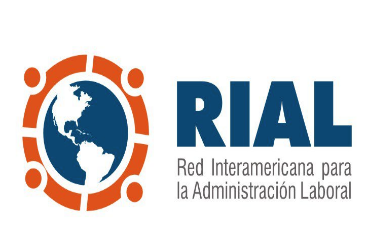 RIAL
Red Interamericana para
la Administración Laboral